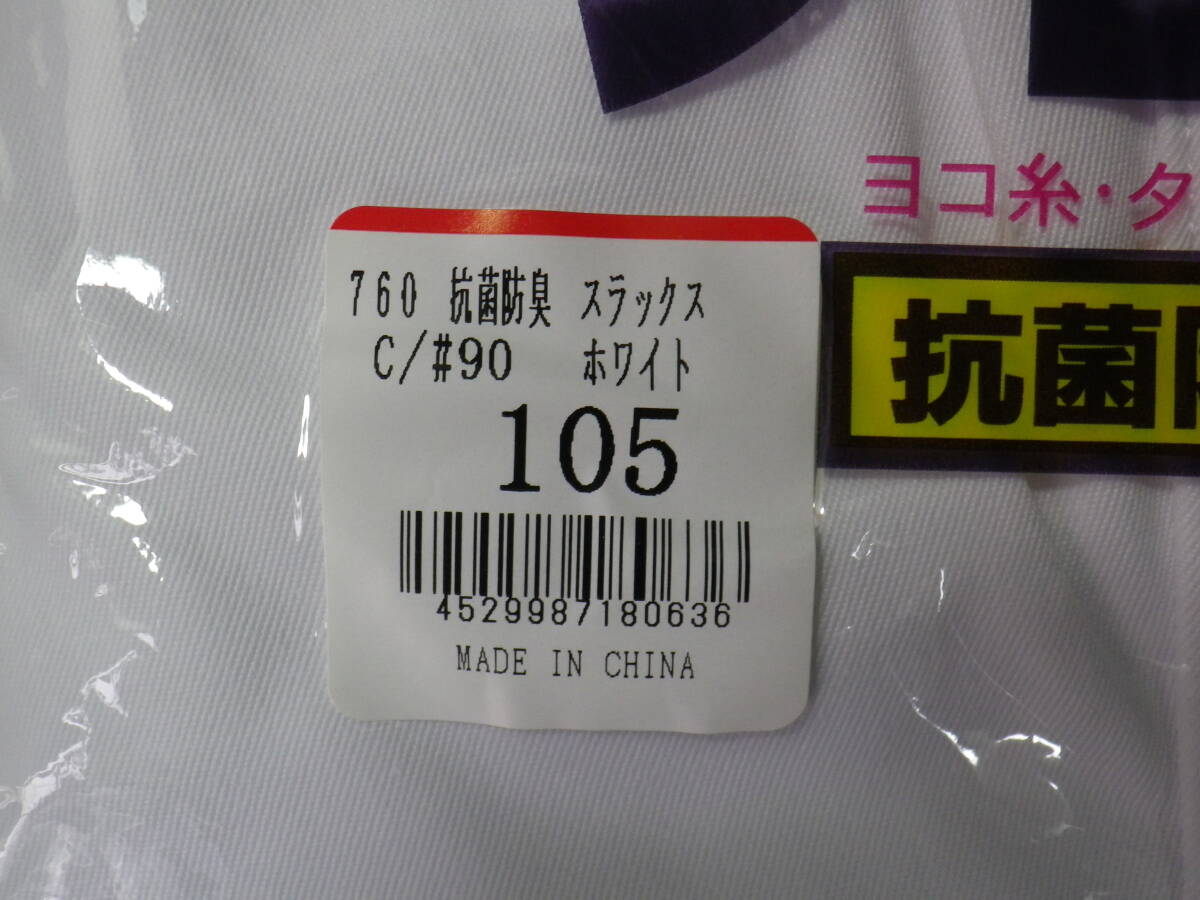 ヨコ糸・タ
抗菌
760 抗菌防臭 スラックス
C/#90 ホワイト
105
4529987180636
MADE IN CHINA